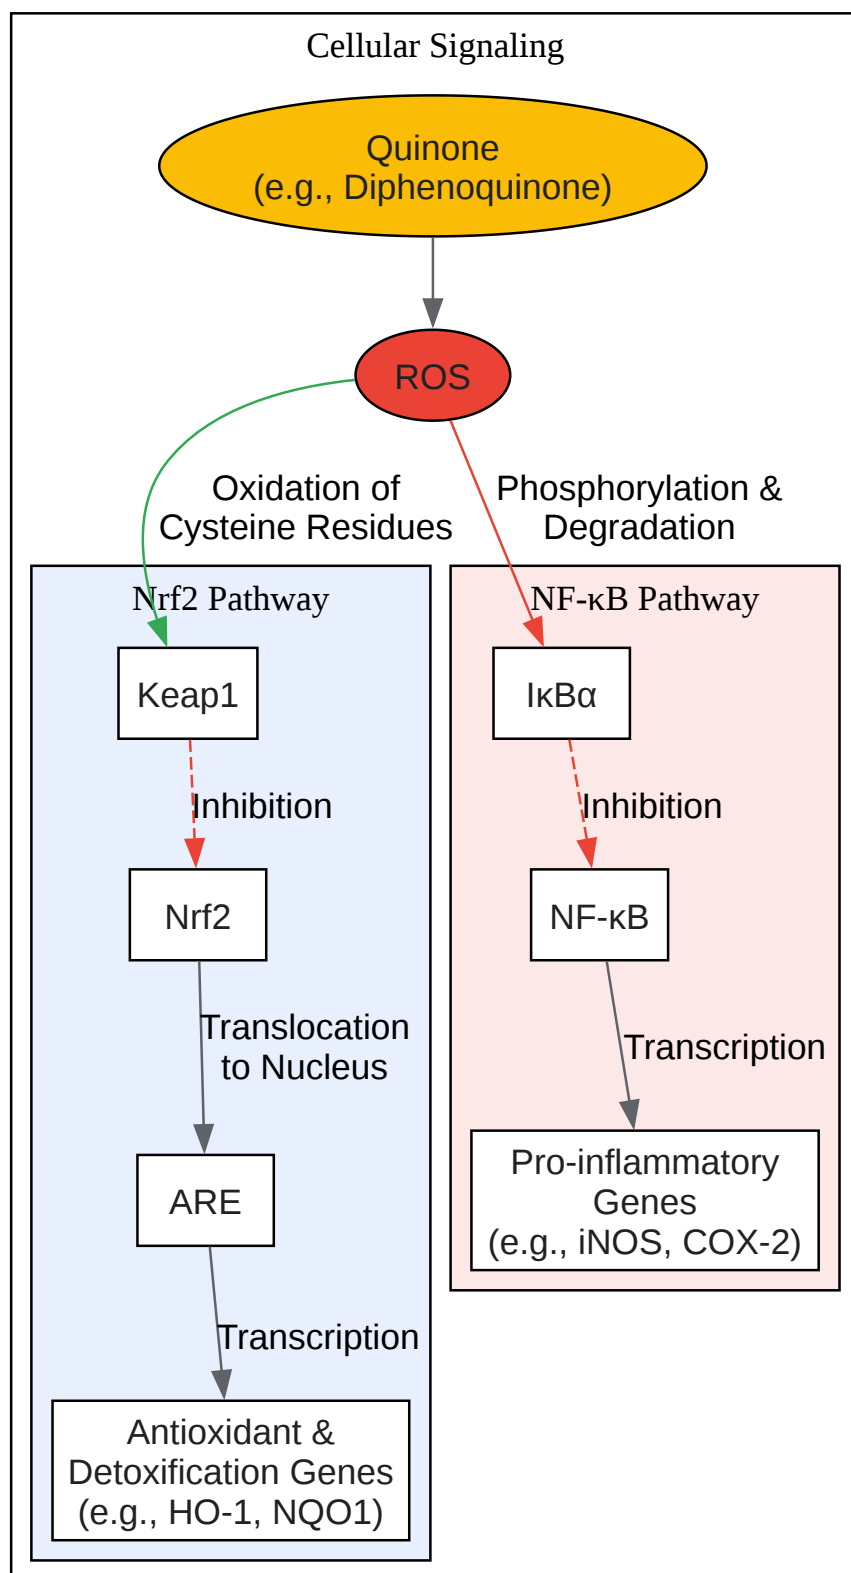 Cellular Signaling
Quinone
(e.g., Diphenoquinone)
ROS
Oxidation of
Cysteine Residues
Phosphorylation &
Degradation
Nrf2 Pathway
Keap1
Inhibition
Nrf2
Translocation
to Nucleus
ARE
Transcription
Antioxidant &
Detoxification Genes
(e.g., HO-1, NQO1)
NF-κB Pathway
IκBα
Inhibition
NF-κB
Transcription
Pro-inflammatory
Genes
(e.g., iNOS, COX-2)